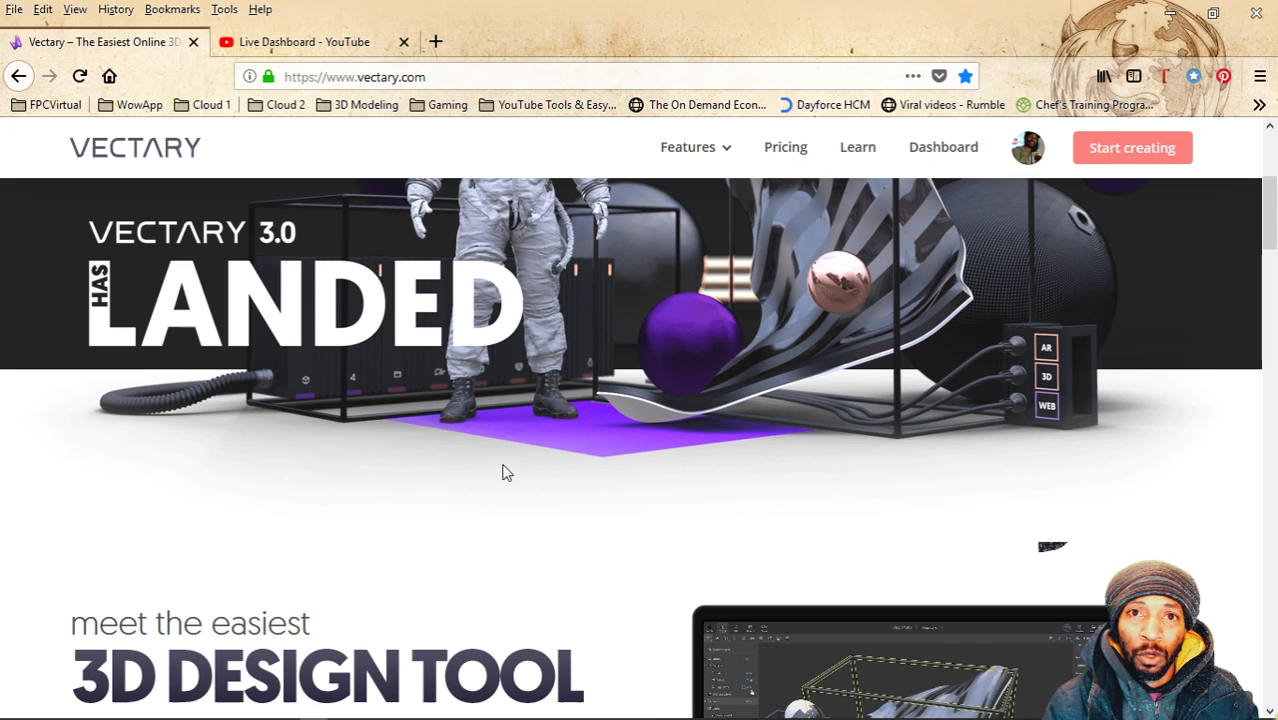 File Edit View History Bookmarks Tools Help
Vectary – The Easiest Online 3D
Live Dashboard - YouTube
https://www.vectary.com
FPCVirtual WowApp Cloud 1 Cloud 2 3D Modeling Gaming YouTube Tools & Easy... The On Demand Econ... Dayforce HCM Viral videos - Rumble Chef's Training Progra...
VECTARY Features Pricing Learn Dashboard Start creating
VECTARY 3.0
HAS
LANDED
AR
3D
WEB
meet the easiest
3D DESIGN TOOL